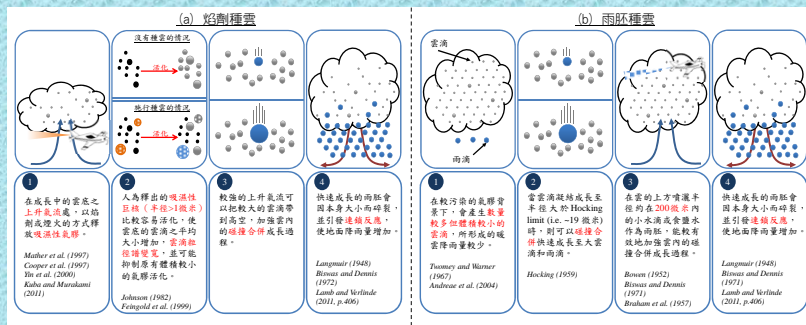 (a) 焰劑種雲
沒有種雲的情況
活化
施行種雲的情況
活化
1
在成長中的雲底之
上升氣流處，以焰
劑或煙火的方式釋
放吸濕性氣膠。
Mather et al. (1997)
Cooper et al. (1997)
Yin et al. (2000)
Kuba and Murakami
(2011)
2
人為釋出的吸濕性
巨核（半徑>1微米）
比較容易活化，使
雲底的雲滴之平均
大小增加，雲滴粒
徑譜變寬，並可能
抑制原有體積較小
的氣膠活化。
Johnson (1982)
Feingold et al. (1999)
3
較強的上升氣流可
以把較大的雲滴帶
到高空，加強雲內
的碰撞合併成長過
程。
4
快速成長的雨胚會
因本身大小而碎裂，
並引發連鎖反應，
使地面降雨量增加。
Langmuir (1948)
Biswas and Dennis
(1972)
Lamb and Verlinde
(2011, p.406)
(b) 雨胚種雲
雲滴
雨滴
1
在較污染的氣膠背
景下，會產生數量
較多但體積較小的
雲滴，所形成的暖
雲降雨量較少。
Twomey and Warner
(1967)
Andreae et al. (2004)
2
當雲滴凝結成長至
半徑大於Hocking
limit (i.e. ~19 微米)
時，則可以碰撞合
併快速成長至大雲
滴和雨滴。
Hocking (1959)
3
在雲的上方噴灑半
徑約在200微米內
的小水滴或食鹽水
作為雨胚，能較有
效地加強雲內的碰
撞合併成長過程。
Bowen (1952)
Biswas and Dennis
(1971)
Braham et al. (1957)
4
快速成長的雨胚會
因本身大小而碎裂，
並引發連鎖反應，
使地面降雨量增加。
Langmuir (1948)
Biswas and Dennis
(1971)
Lamb and Verlinde
(2011, p.406)